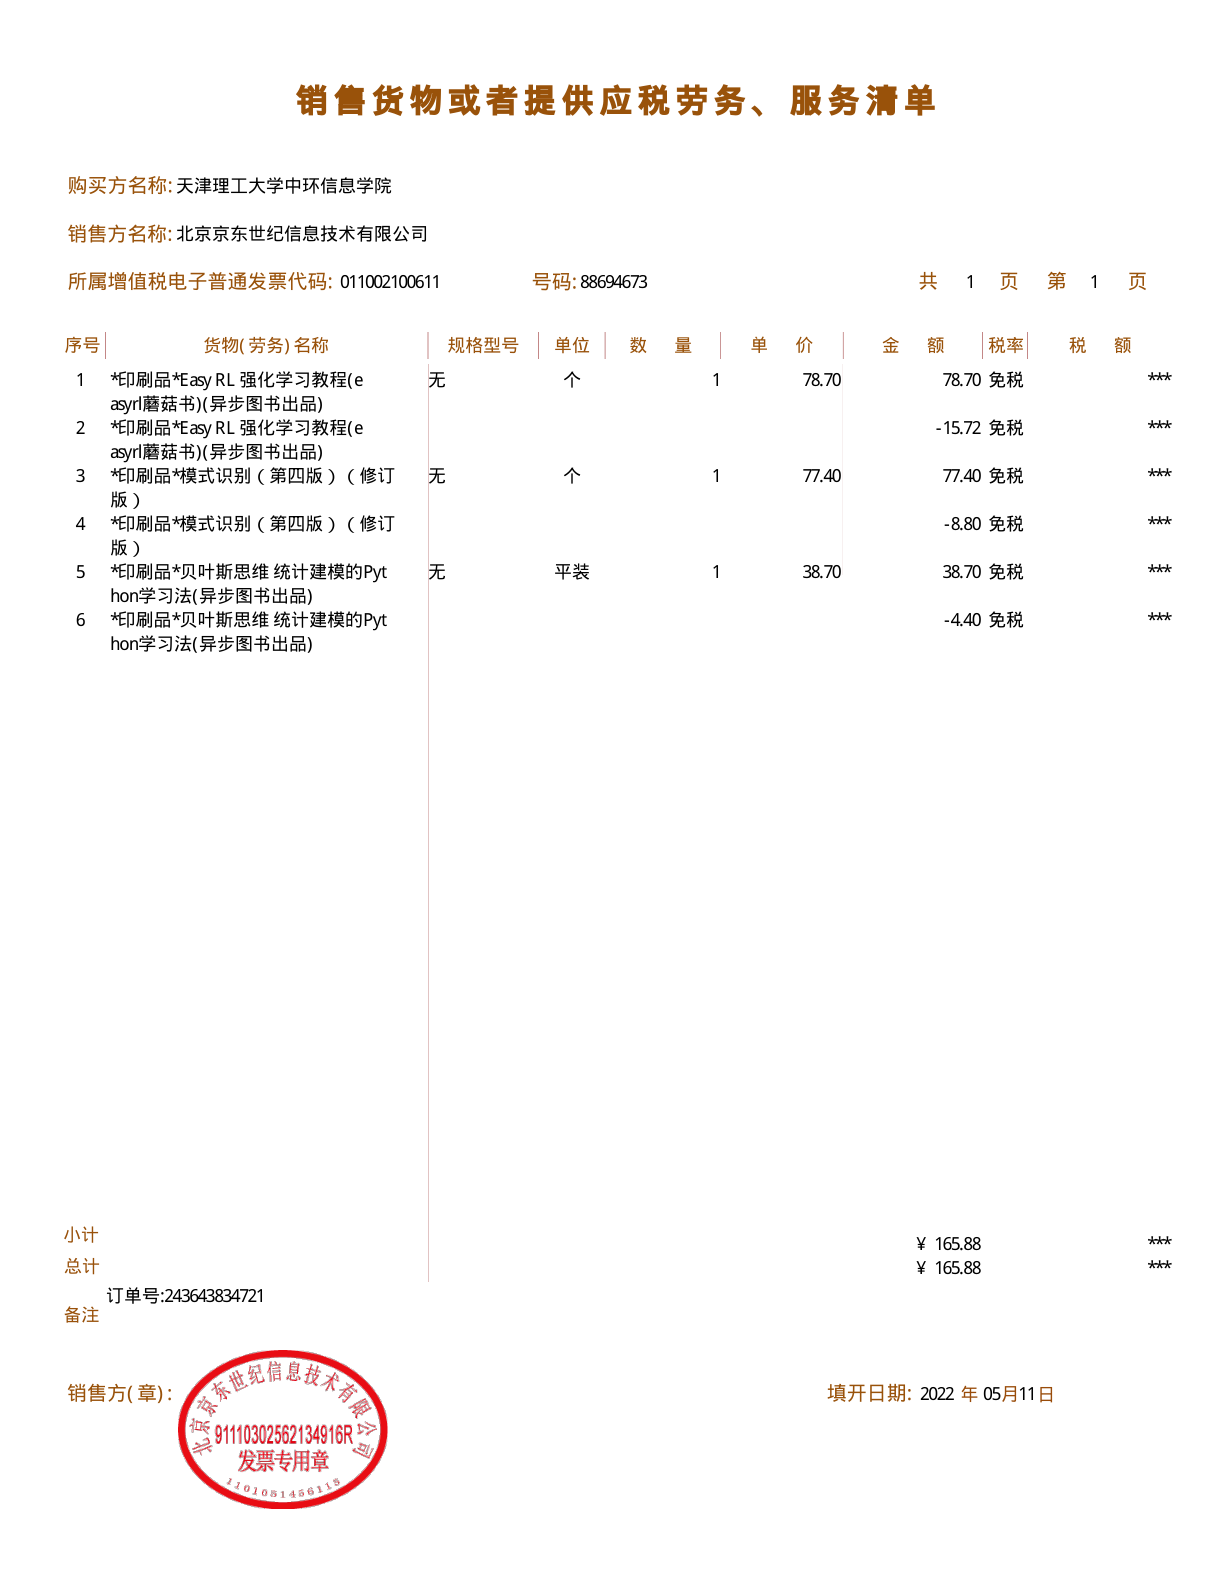 销售货物或者提供应税劳务、服务清单
购买方名称: 天津理工大学中环信息学院
销售方名称: 北京京东世纪信息技术有限公司
所属增值税电子普通发票代码: 011002100611 号码: 88694673 共 1 页 第 1 页
序号 货物(劳务)名称 规格型号 单位 数 量 单 价 金 额 税率 税 额
1 *印刷品*Easy RL 强化学习教程(e 无 个 1 78.70 78.70 免税 ***
asyrl蘑菇书)(异步图书出品)
2 *印刷品*Easy RL 强化学习教程(e -15.72 免税 ***
asyrl蘑菇书)(异步图书出品)
3 *印刷品*模式识别（第四版）（修订 无 个 1 77.40 77.40 免税 ***
版）
4 *印刷品*模式识别（第四版）（修订 -8.80 免税 ***
版）
5 *印刷品*贝叶斯思维 统计建模的Pyt 无 平装 1 38.70 38.70 免税 ***
hon学习法(异步图书出品)
6 *印刷品*贝叶斯思维 统计建模的Pyt -4.40 免税 ***
hon学习法(异步图书出品)
小计 ¥ 165.88 ***
总计 ¥ 165.88 ***
订单号:243643834721
备注
销售方(章): 填开日期: 2022 年 05月11日
北京京东世纪信息技术有限公司
91110302562134916R
发票专用章